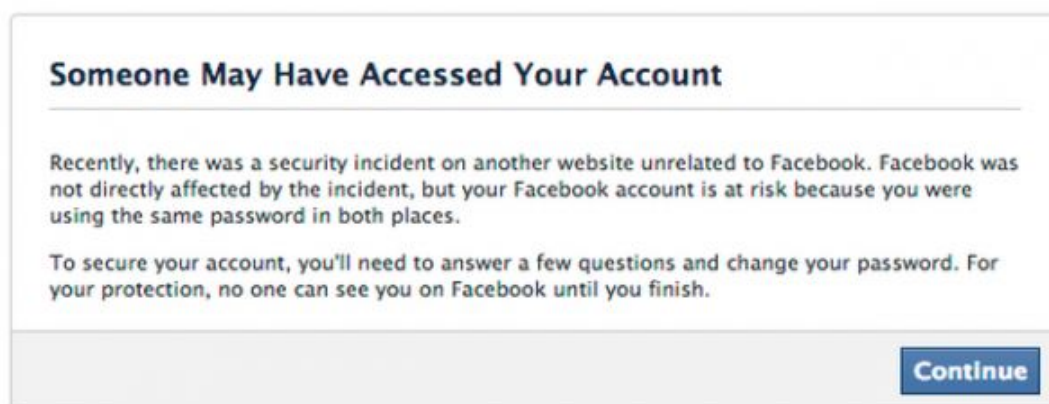 Someone May Have Accessed Your Account
Recently, there was a security incident on another website unrelated to Facebook. Facebook was
not directly affected by the incident, but your Facebook account is at risk because you were
using the same password in both places.
To secure your account, you'll need to answer a few questions and change your password. For
your protection, no one can see you on Facebook until you finish.
Continue